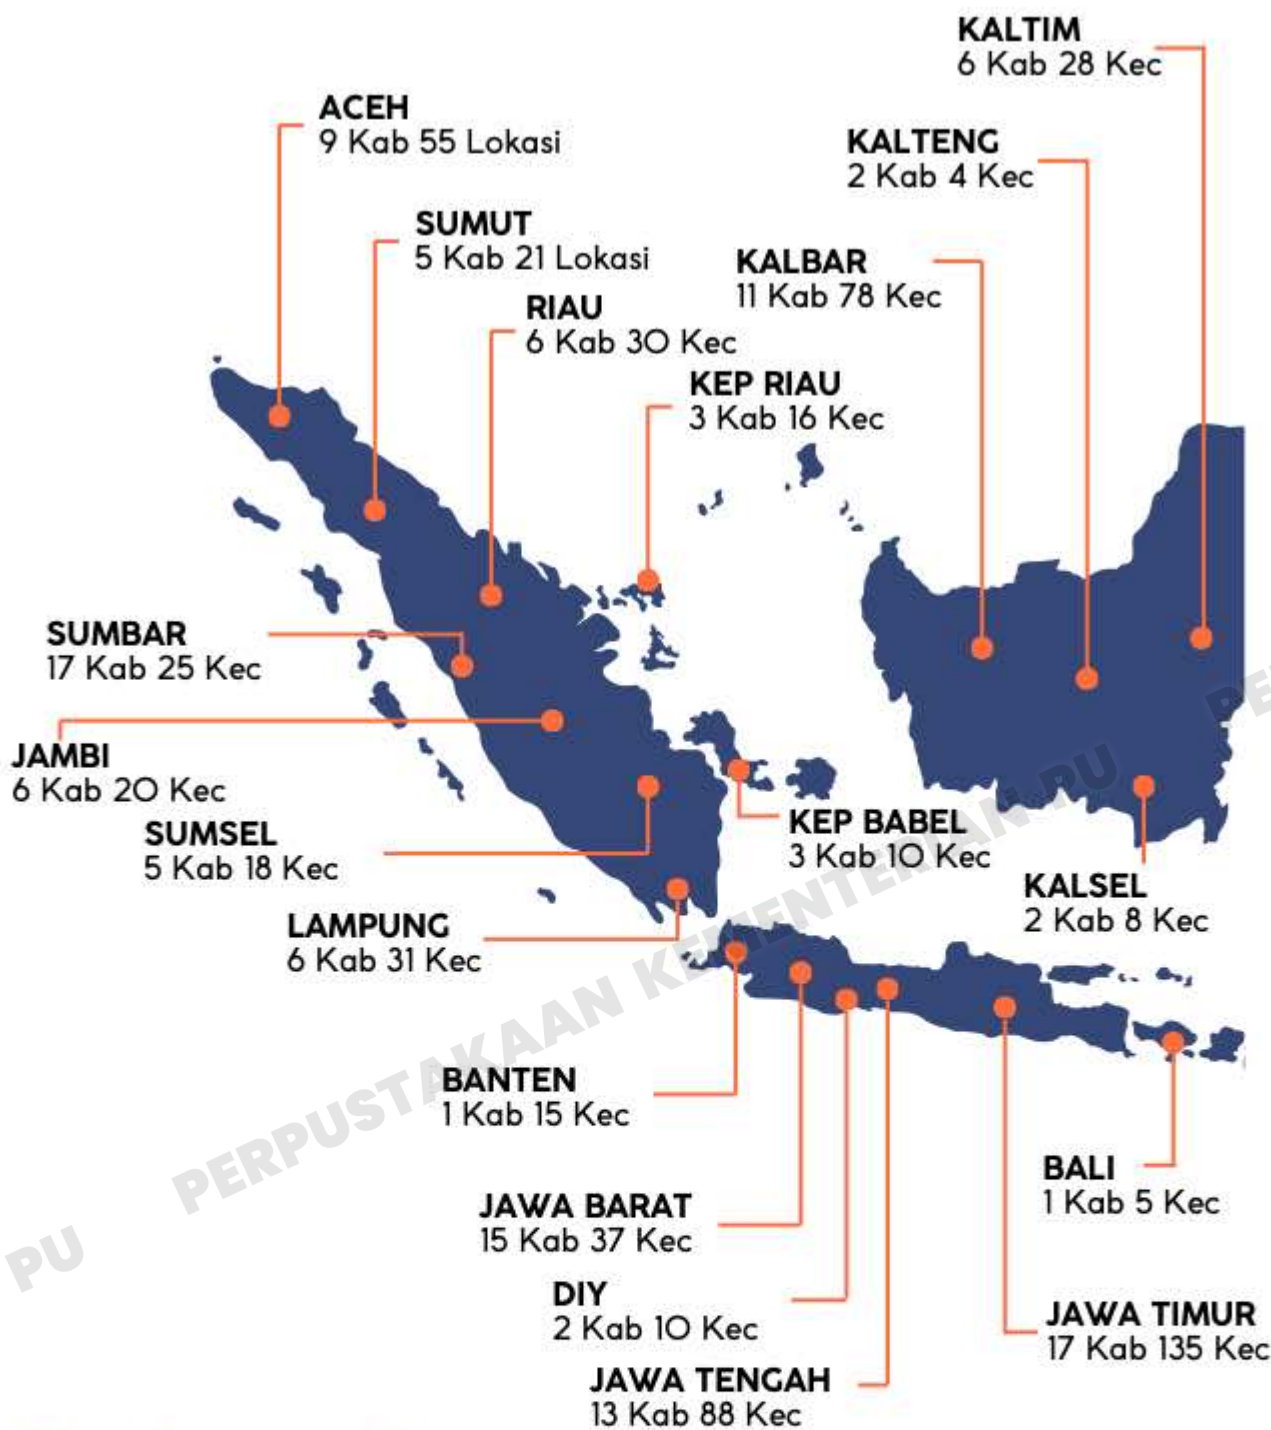 KALTIM
6 Kab 28 Kec
ACEH
9 Kab 55 Lokasi
KALTENG
2 Kab 4 Kec
SUMUT
5 Kab 21 Lokasi
KALBAR
11 Kab 78 Kec
RIAU
6 Kab 30 Kec
KEP RIAU
3 Kab 16 Kec
SUMBAR
17 Kab 25 Kec
JAMBI
6 Kab 20 Kec
SUMSEL
5 Kab 18 Kec
KEP BABEL
3 Kab 10 Kec
KALSEL
2 Kab 8 Kec
LAMPUNG
6 Kab 31 Kec
BANTEN
1 Kab 15 Kec
BALI
1 Kab 5 Kec
JAWA BARAT
15 Kab 37 Kec
DIY
2 Kab 10 Kec
JAWA TIMUR
17 Kab 135 Kec
JAWA TENGAH
13 Kab 88 Kec
PERPUSTAKAAN KEMENTERIAN PU
PU